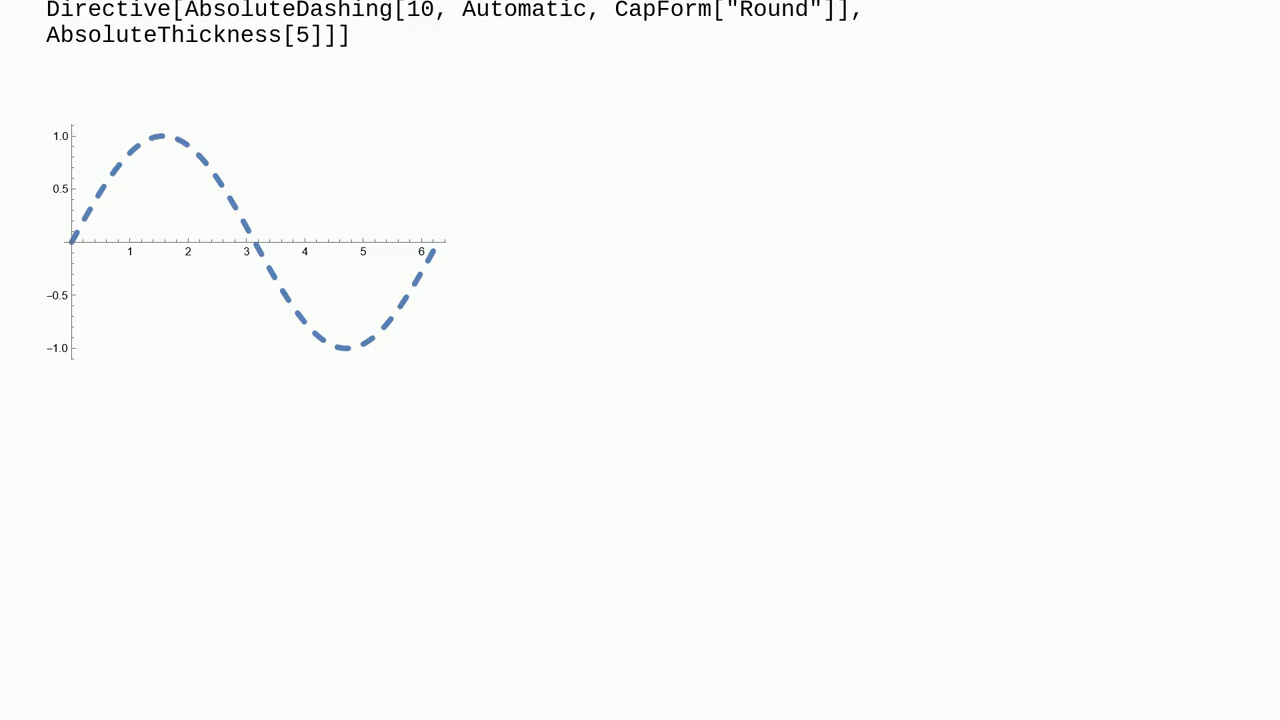 Directive[AbsoluteDashing[10, Automatic, CapForm["Round"]],
AbsoluteThickness[5]]]
1.0
0.5
1 2 3 4 5 6
−0.5
−1.0